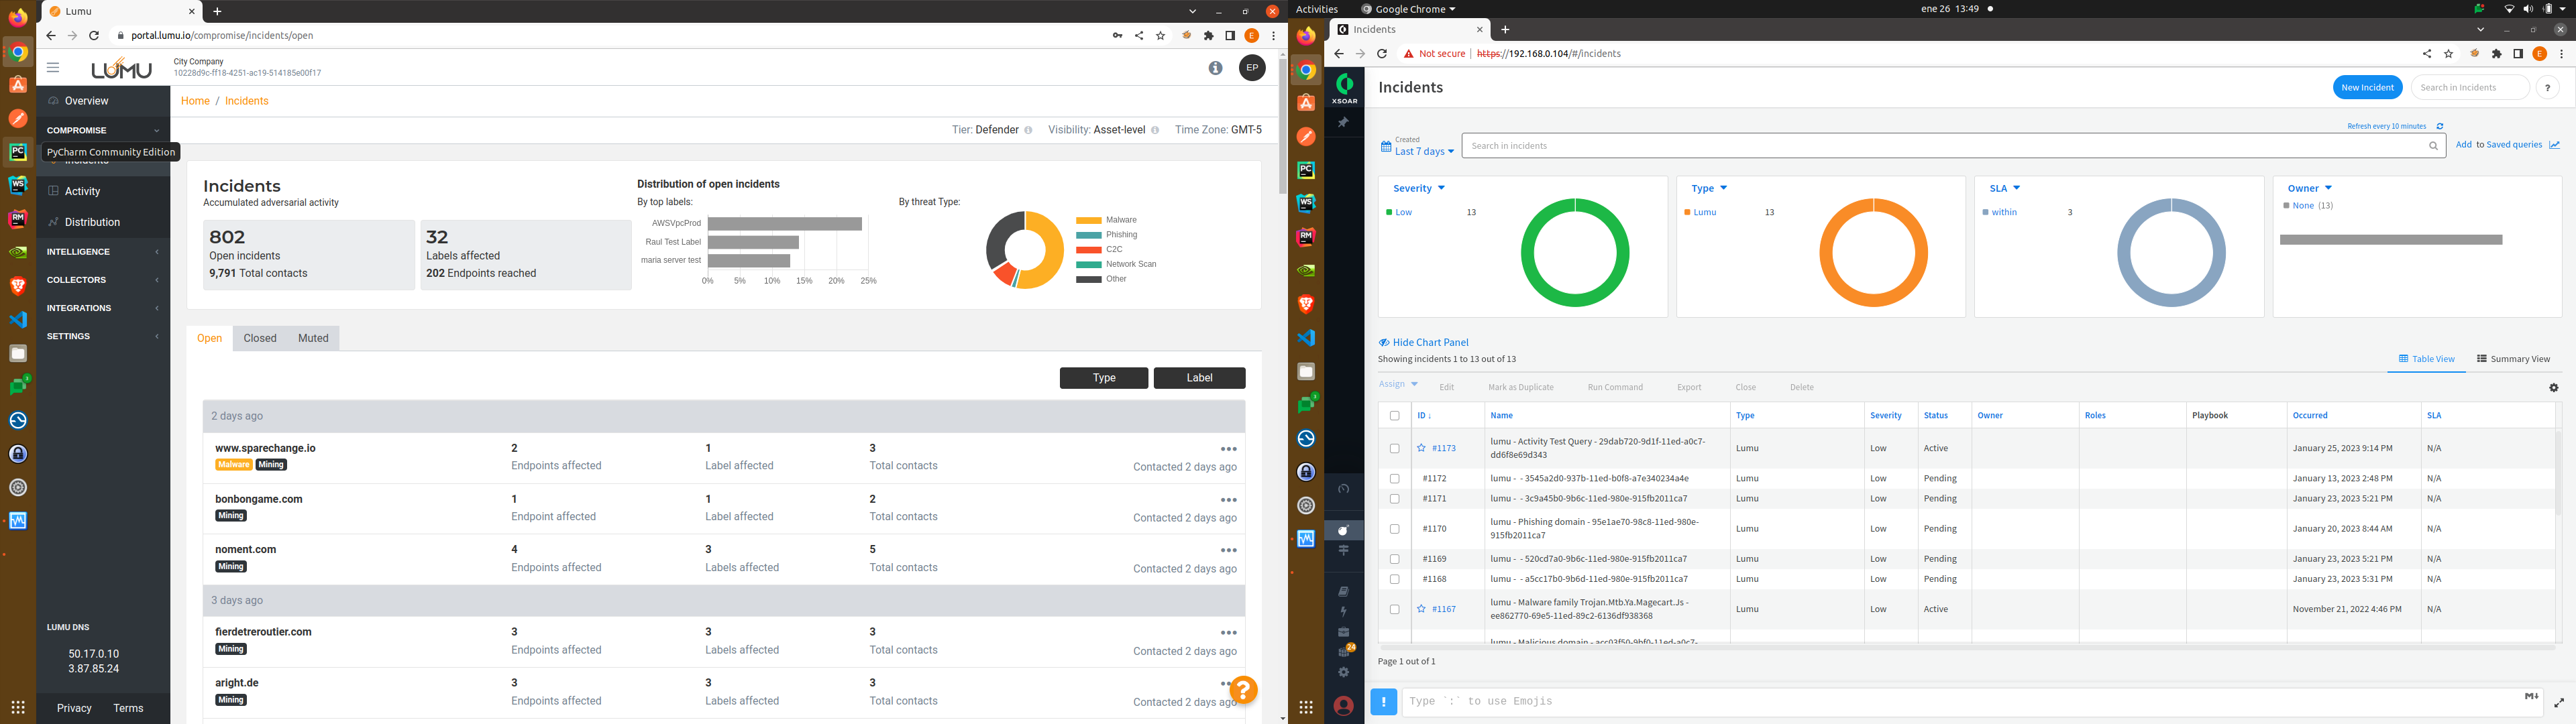 Lumu
portal.lumu.io/compromise/incidents/open
LUMU
City Company
10228d9c-ff18-4251-ac19-514185e00f17
EP
Overview
COMPROMISE
PyCharm Community Edition
Activity
Distribution
INTELLIGENCE
COLLECTORS
INTEGRATIONS
SETTINGS
LUMU DNS
50.17.0.10
3.87.85.24
Privacy Terms
Home / Incidents
Tier: Defender Visibility: Asset-level Time Zone: GMT-5
Incidents
Accumulated adversarial activity
802
Open incidents
9,791 Total contacts
32
Labels affected
202 Endpoints reached
Distribution of open incidents
By top labels:
AWSVpcProd
Raul Test Label
maria server test
0% 5% 10% 15% 20% 25%
By threat Type:
Malware
Phishing
C2C
Network Scan
Other
Open Closed Muted
Type Label
2 days ago
www.sparechange.io 2 1 3
Malware Mining Endpoints affected Label affected Total contacts Contacted 2 days ago
bonbongame.com 1 1 2
Mining Endpoint affected Label affected Total contacts Contacted 2 days ago
noment.com 4 3 5
Mining Endpoints affected Labels affected Total contacts Contacted 2 days ago
3 days ago
fierdetreroutier.com 3 3 3
Mining Endpoints affected Labels affected Total contacts Contacted 2 days ago
aright.de 3 3 3
Mining Endpoints affected Labels affected Total contacts Contacted 2 days ago
?
Activities Google Chrome ene 26 13:49
Incidents
Not secure | https://192.168.0.104/#/incidents
XSOAR
24
Incidents
New Incident Search in Incidents ?
Refresh every 10 minutes
Created
Last 7 days Search in incidents Add to Saved queries
Severity
Low 13
Type
Lumu 13
SLA
within 3
Owner
None (13)
Hide Chart Panel
Showing incidents 1 to 13 out of 13
Table View Summary View
Assign Edit Mark as Duplicate Run Command Export Close Delete
ID ↓ Name Type Severity Status Owner Roles Playbook Occurred SLA
#1173 lumu - Activity Test Query - 29dab720-9d1f-11ed-a0c7-dd6f8e69d343 Lumu Low Active January 25, 2023 9:14 PM N/A
#1172 lumu - - 3545a2d0-937b-11ed-b0f8-a7e340234a4e Lumu Low Pending January 13, 2023 2:48 PM N/A
#1171 lumu - - 3c9a45b0-9b6c-11ed-980e-915fb2011ca7 Lumu Low Pending January 23, 2023 5:21 PM N/A
#1170 lumu - Phishing domain - 95e1ae70-98c8-11ed-980e-915fb2011ca7 Lumu Low Pending January 20, 2023 8:44 AM N/A
#1169 lumu - - 520cd7a0-9b6c-11ed-980e-915fb2011ca7 Lumu Low Pending January 23, 2023 5:21 PM N/A
#1168 lumu - - a5cc17b0-9b6d-11ed-980e-915fb2011ca7 Lumu Low Pending January 23, 2023 5:31 PM N/A
#1167 lumu - Malware family Trojan.Mtb.Ya.Magecart.Js - ee862770-69e5-11ed-89c2-6136df938368 Lumu Low Active November 21, 2022 4:46 PM N/A
Page 1 out of 1
! Type `:` to use Emojis